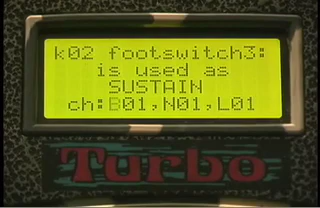 k02 footswitch3:
is used as
SUSTAIN
ch:B01,N01,L01
Turbo